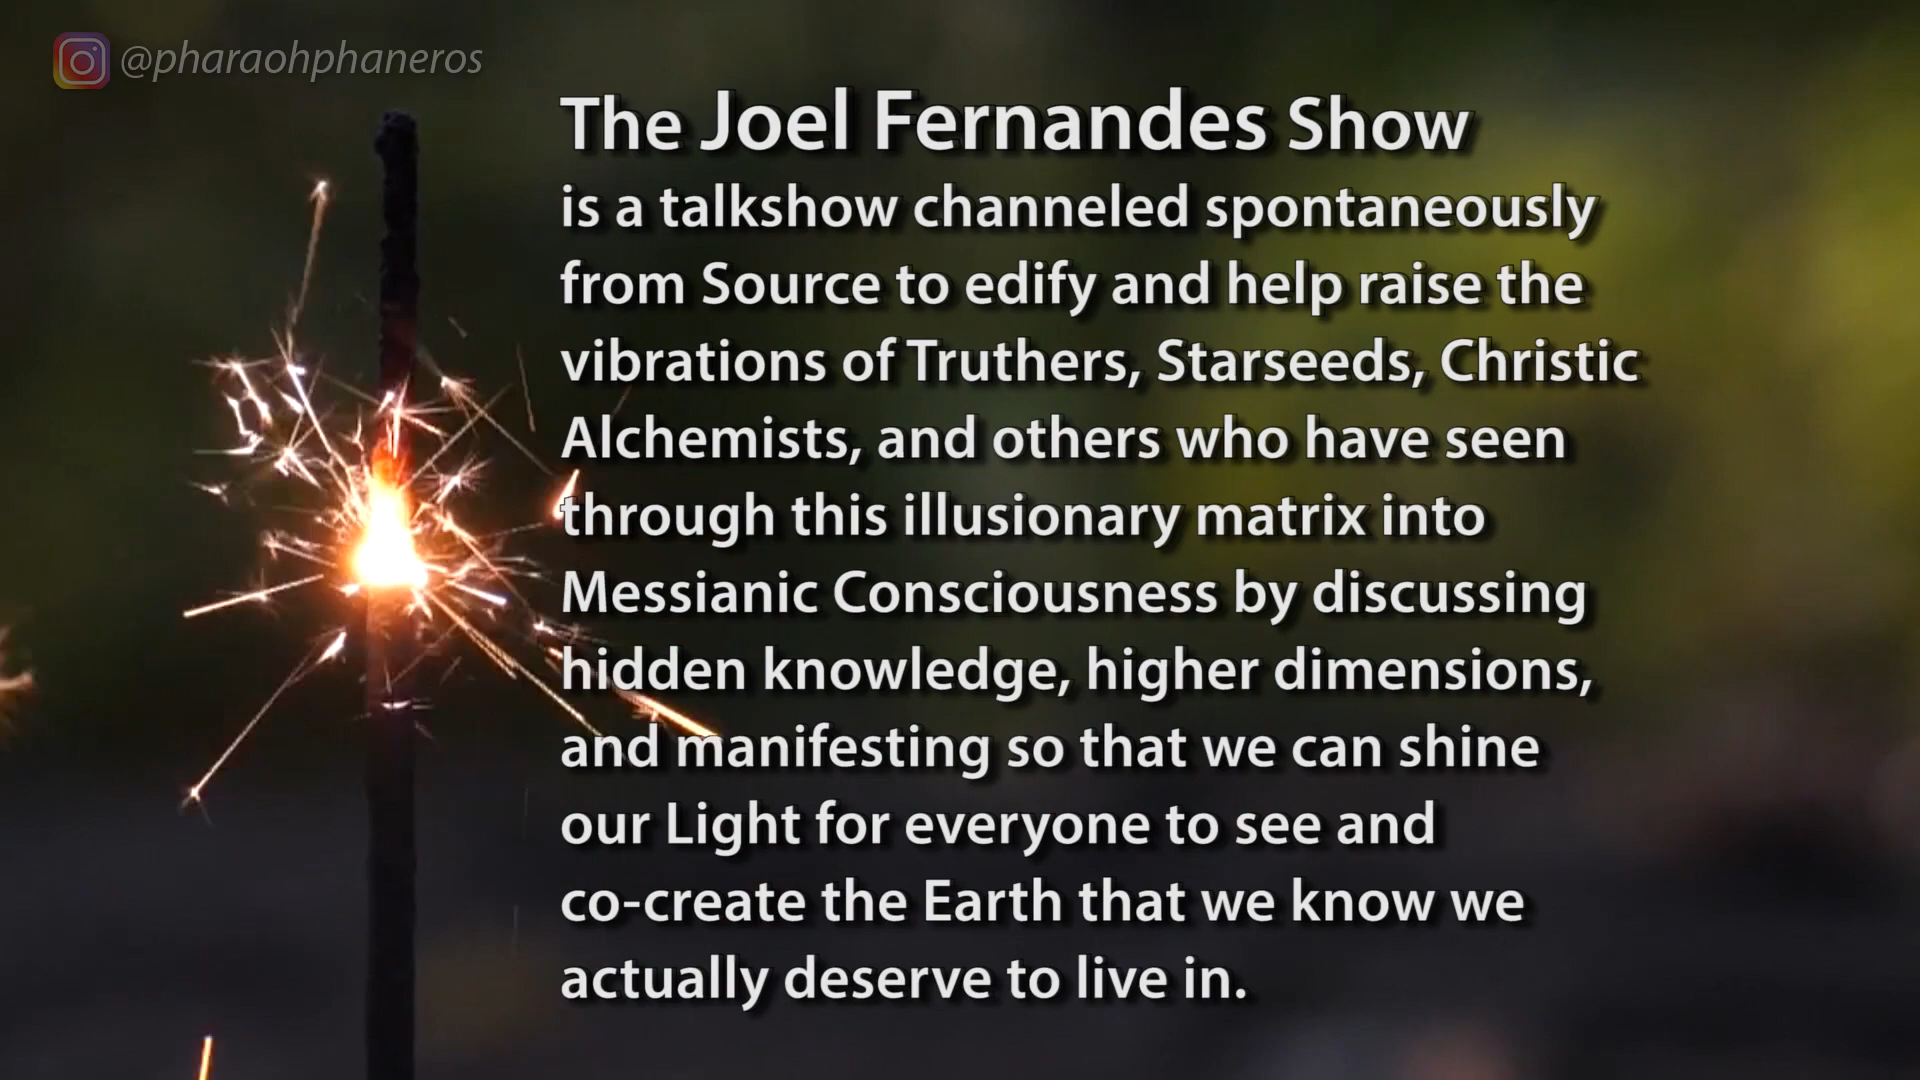 @pharaohphaneros
The Joel Fernandes Show
is a talkshow channeled spontaneously
from Source to edify and help raise the
vibrations of Truthers, Starseeds, Christic
Alchemists, and others who have seen
through this illusionary matrix into
Messianic Consciousness by discussing
hidden knowledge, higher dimensions,
and manifesting so that we can shine
our Light for everyone to see and
co-create the Earth that we know we
actually deserve to live in.